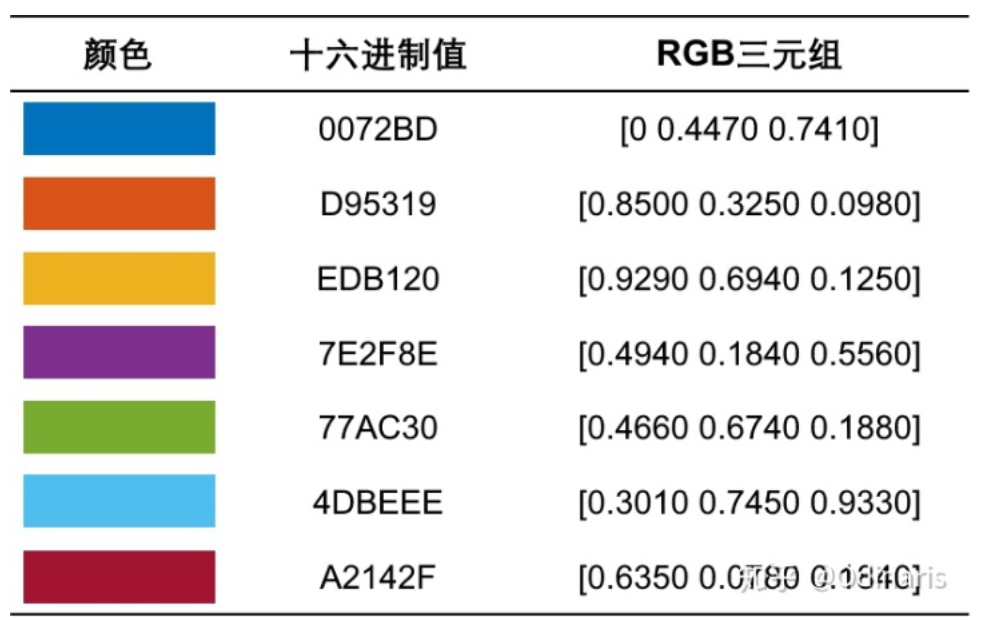 颜色 十六进制值 RGB三元组
0072BD [0 0.4470 0.7410]
D95319 [0.8500 0.3250 0.0980]
EDB120 [0.9290 0.6940 0.1250]
7E2F8E [0.4940 0.1840 0.5560]
77AC30 [0.4660 0.6740 0.1880]
4DBEEE [0.3010 0.7450 0.9330]
A2142F [0.6350 0.0780 0.1840]
知乎